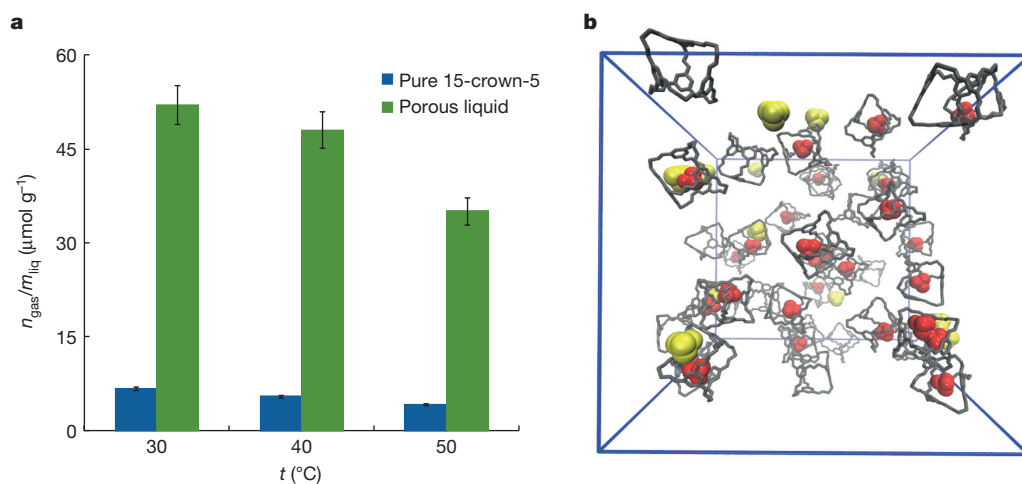 a
60
45
30
15
0
n_gas/m_liq (μmol g⁻¹)
Pure 15-crown-5
Porous liquid
30
40
50
t (°C)
b